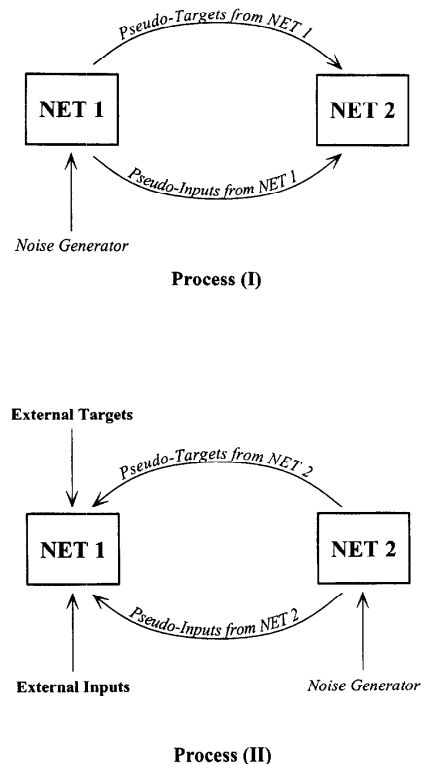 Pseudo-Targets from NET 1
NET 1
NET 2
Pseudo-Inputs from NET 1
Noise Generator
Process (I)
External Targets
Pseudo-Targets from NET 2
NET 1
NET 2
Pseudo-Inputs from NET 2
External Inputs
Noise Generator
Process (II)